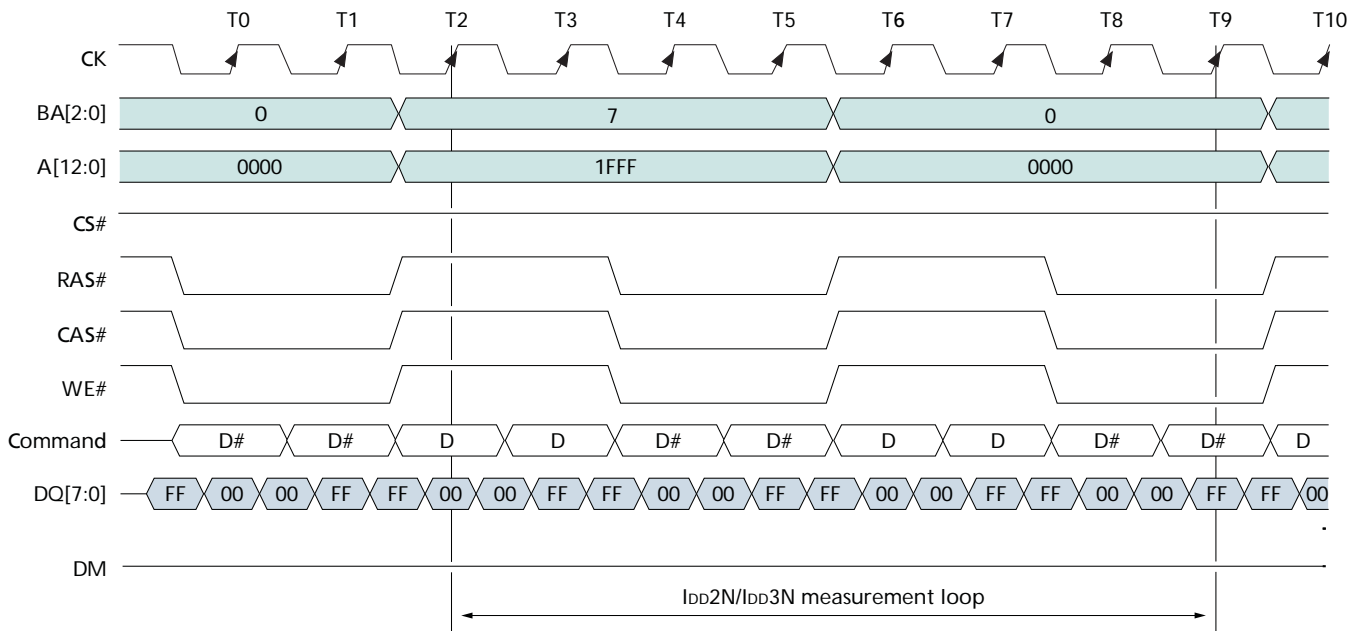 T0 T1 T2 T3 T4 T5 T6 T7 T8 T9 T10
CK
BA[2:0] 0 7 0
A[12:0] 0000 1FFF 0000
CS#
RAS#
CAS#
WE#
Command D# D# D D D# D# D D D# D# D
DQ[7:0] FF 00 00 FF FF 00 00 FF FF 00 00 FF FF 00 00 FF FF 00 00 FF FF 00
DM
IDD2N/IDD3N measurement loop